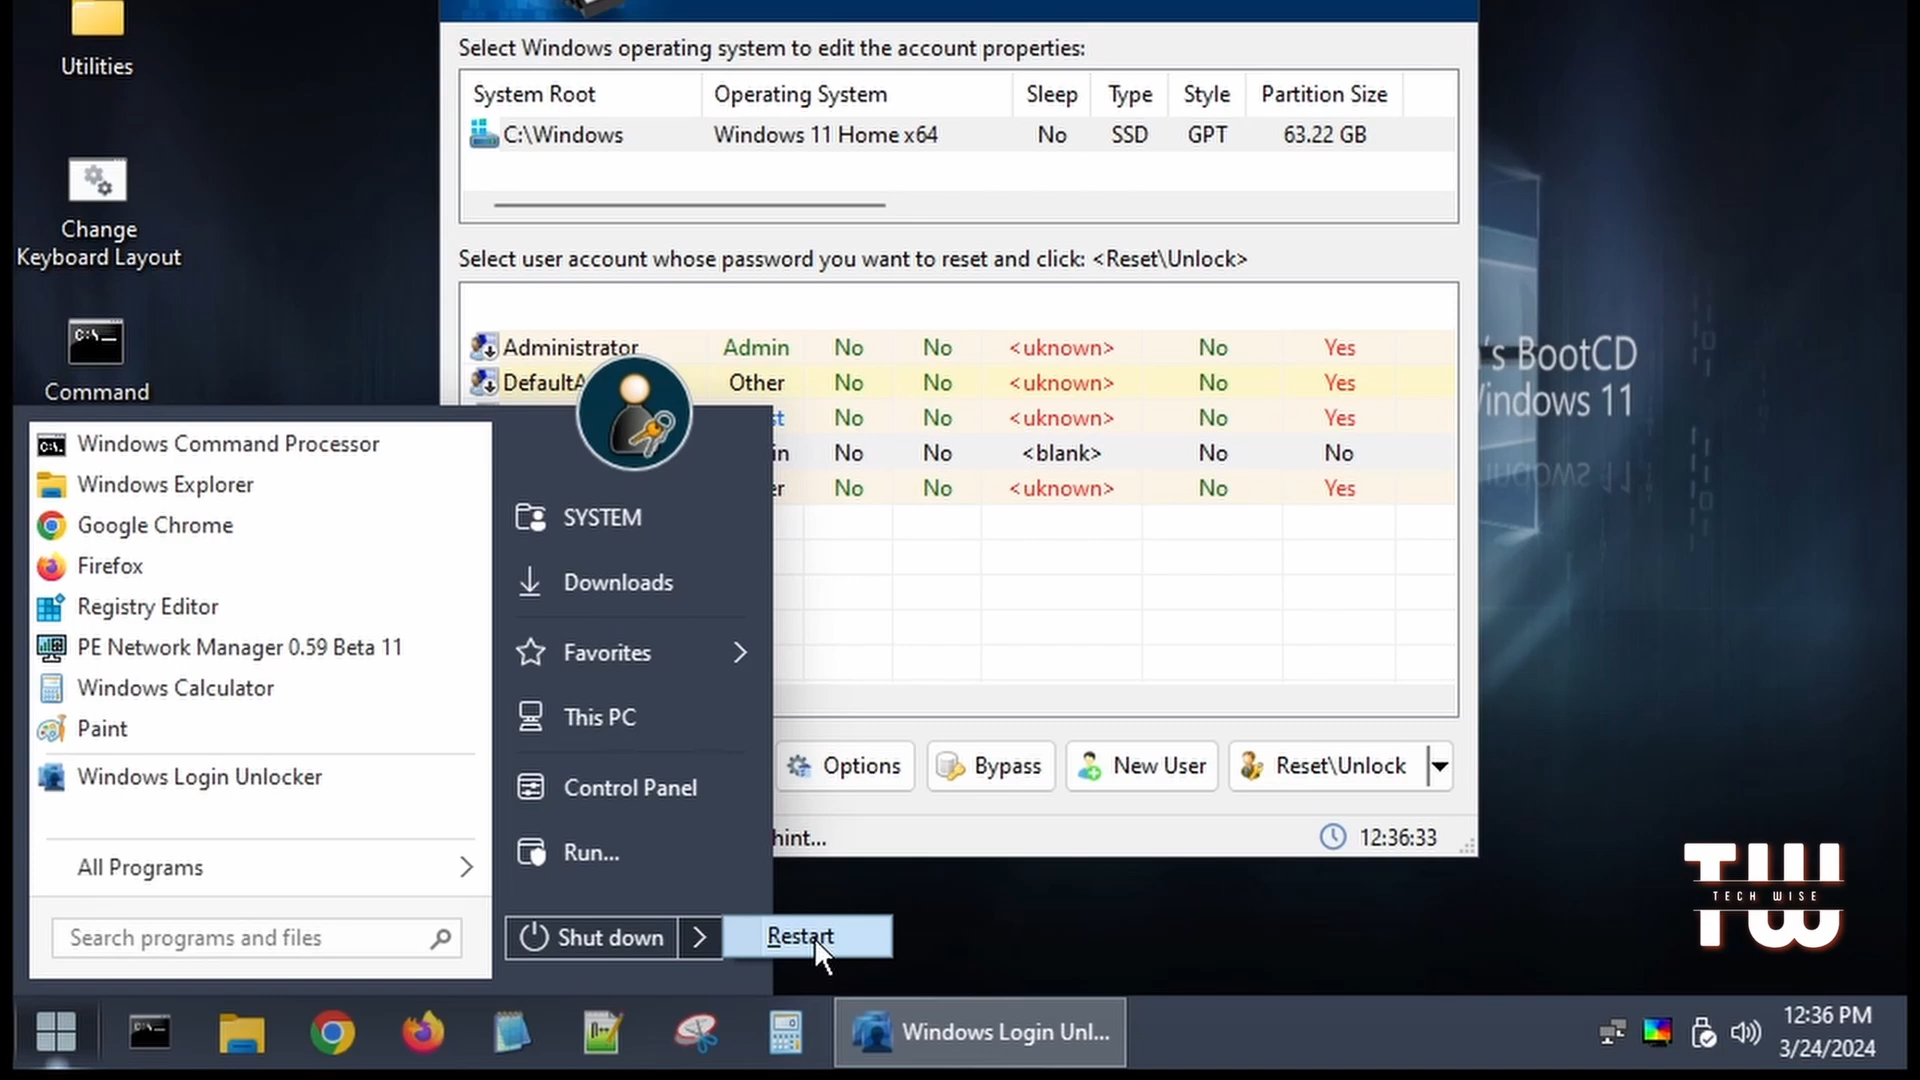 Utilities
Change
Keyboard Layout
Command
Select Windows operating system to edit the account properties:
System Root Operating System Sleep Type Style Partition Size
C:\Windows Windows 11 Home x64 No SSD GPT 63.22 GB
Select user account whose password you want to reset and click: <Reset\Unlock>
Administrator Admin No No <uknown> No Yes
DefaultA Other No No <uknown> No Yes
st No No <uknown> No Yes
in No No <blank> No No
er No No <uknown> No Yes
's BootCD
Windows 11
Windows Command Processor
Windows Explorer
Google Chrome
Firefox
Registry Editor
PE Network Manager 0.59 Beta 11
Windows Calculator
Paint
Windows Login Unlocker
All Programs
Search programs and files
SYSTEM
Downloads
Favorites
This PC
Control Panel
Run...
Shut down
Restart
Options Bypass New User Reset\Unlock
hint... 12:36:33
TW
TECH WISE
Windows Login Unl...
12:36 PM
3/24/2024